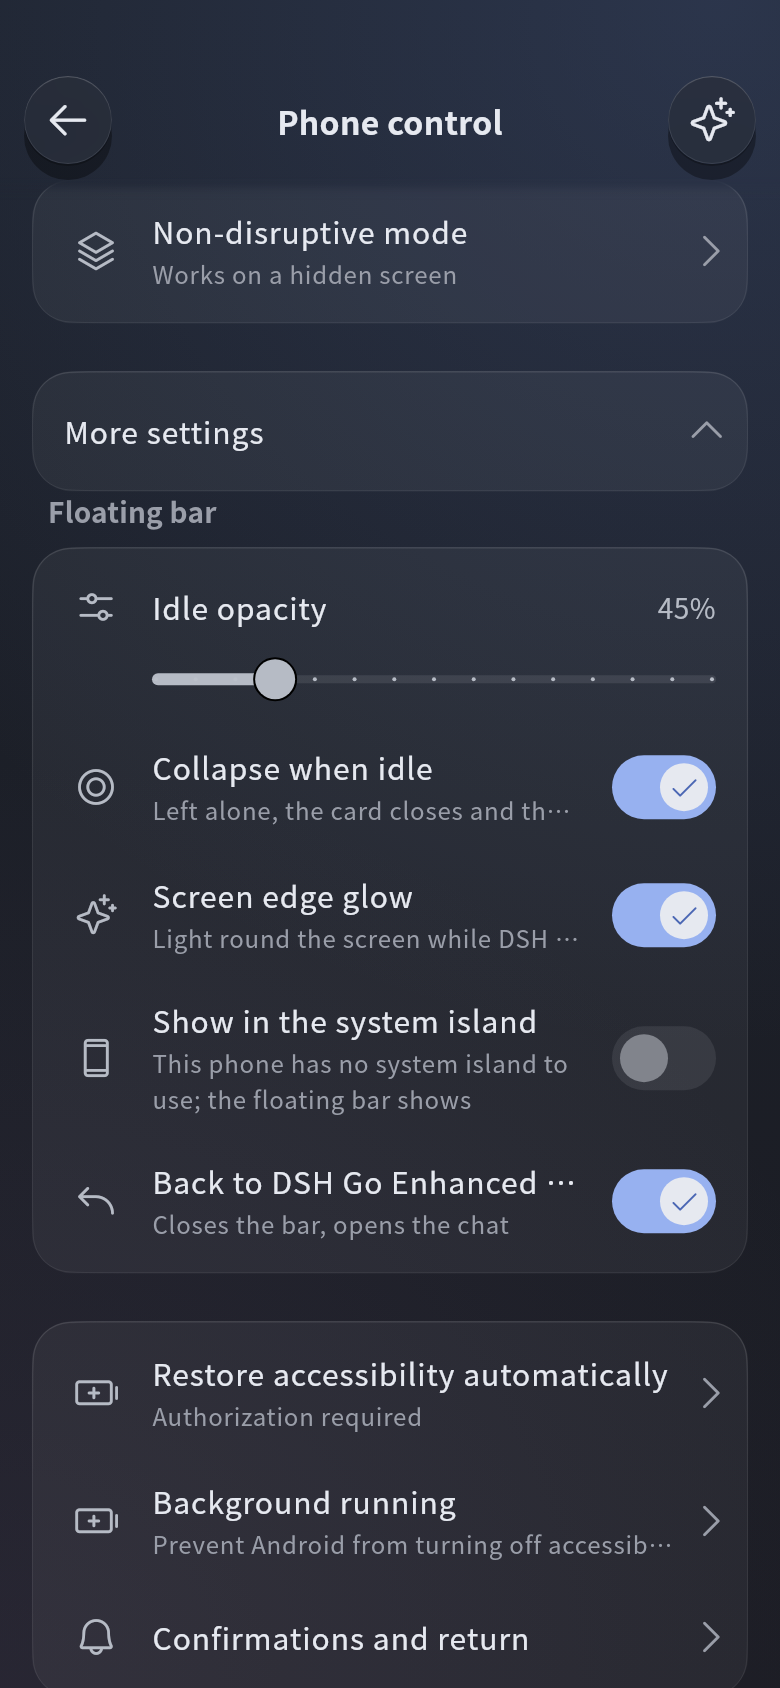 Phone control
Non-disruptive mode
Works on a hidden screen
More settings
Floating bar
Idle opacity
45%
Collapse when idle
Left alone, the card closes and th···
Screen edge glow
Light round the screen while DSH ···
Show in the system island
This phone has no system island to
use; the floating bar shows
Back to DSH Go Enhanced ···
Closes the bar, opens the chat
Restore accessibility automatically
Authorization required
Background running
Prevent Android from turning off accessib···
Confirmations and return